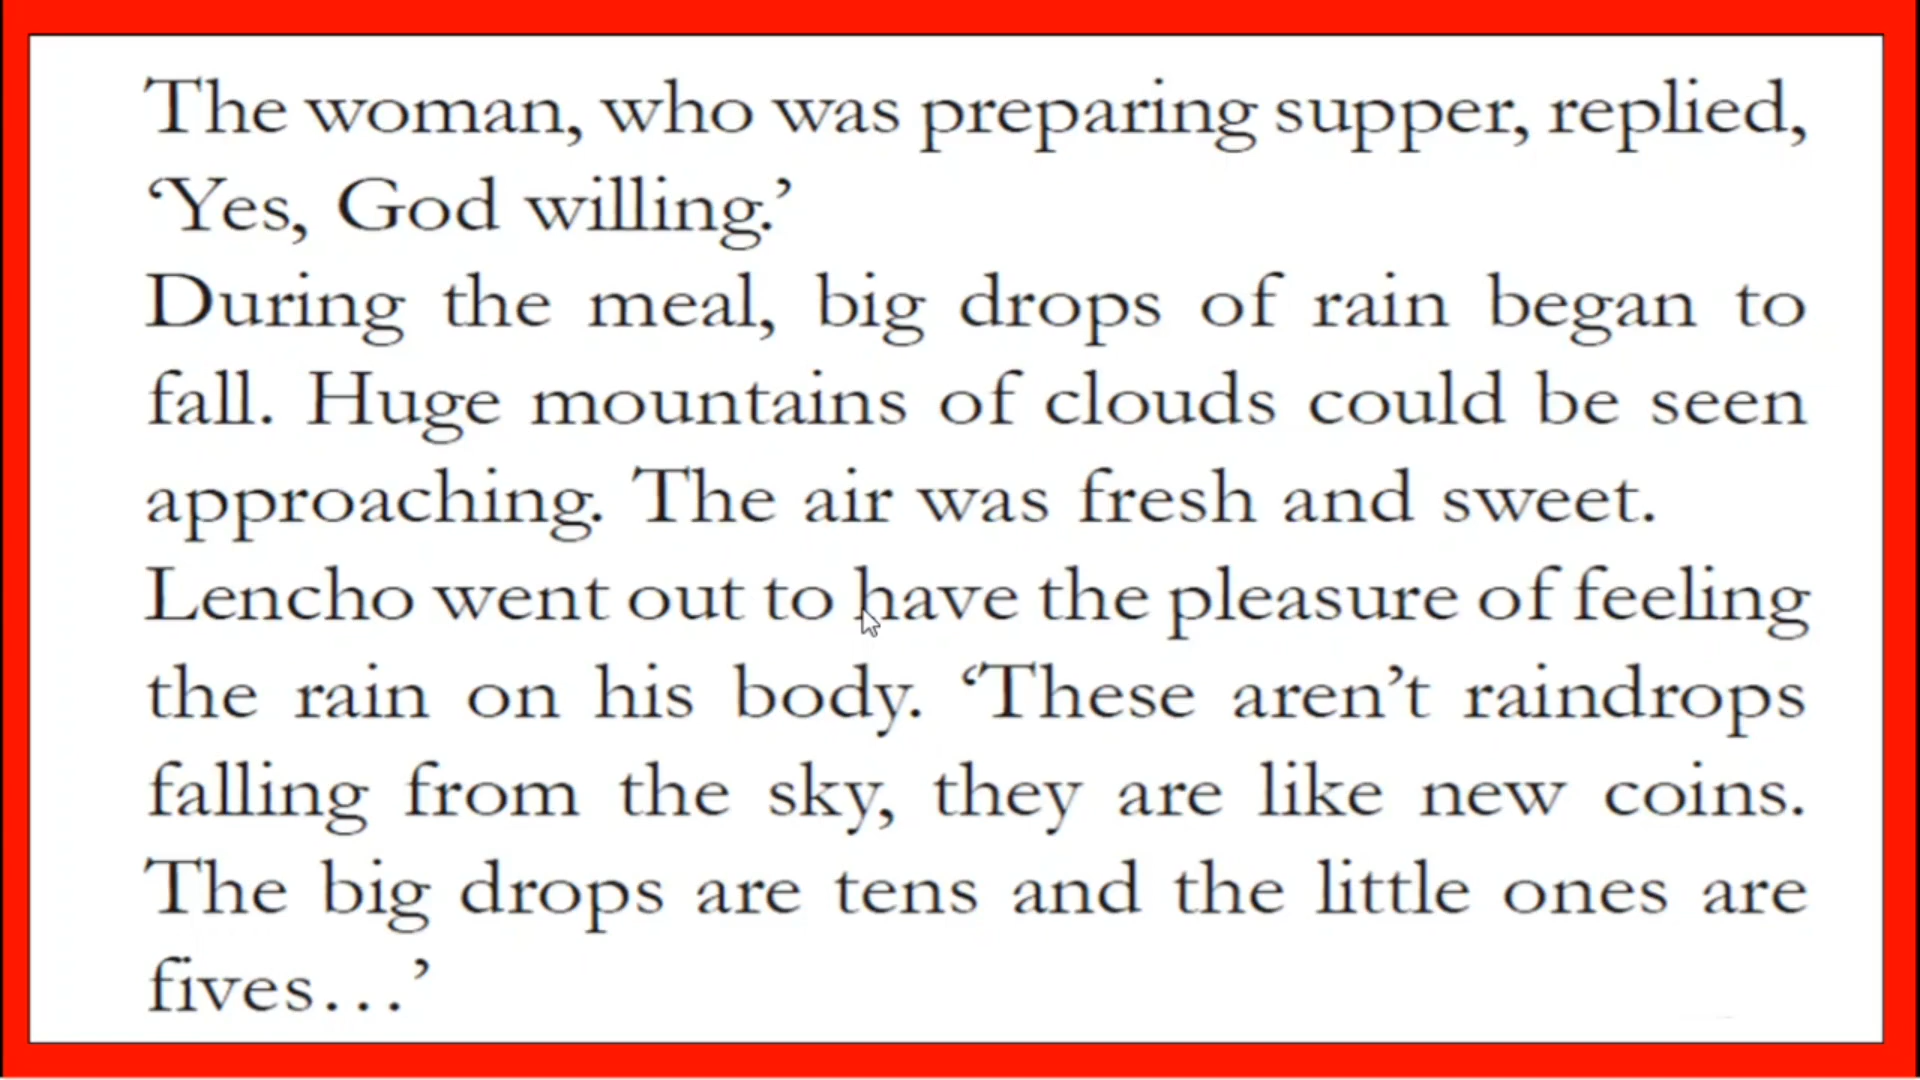 The woman, who was preparing supper, replied,
‘Yes, God willing.’
During the meal, big drops of rain began to
fall. Huge mountains of clouds could be seen
approaching. The air was fresh and sweet.
Lencho went out to have the pleasure of feeling
the rain on his body. ‘These aren’t raindrops
falling from the sky, they are like new coins.
The big drops are tens and the little ones are
fives…’